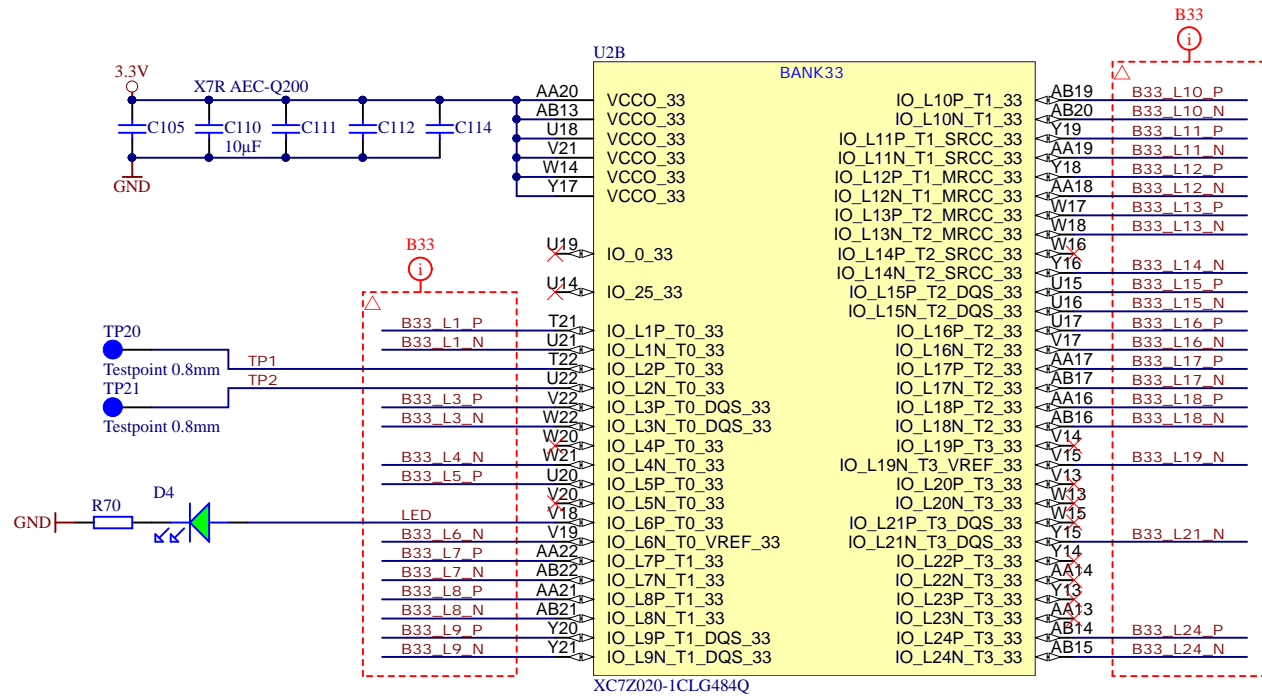 B33
i
U2B
BANK33
3.3V
X7R AEC-Q200
C105
C110
C111
C112
C114
10µF
GND
AA20 VCCO_33
AB13 VCCO_33
U18 VCCO_33
V21 VCCO_33
W14 VCCO_33
Y17 VCCO_33
U19 IO_0_33
U14 IO_25_33
B33
i
B33_L1_P T21 IO_L1P_T0_33
B33_L1_N U21 IO_L1N_T0_33
TP20
Testpoint 0.8mm
TP1 T22 IO_L2P_T0_33
TP21
Testpoint 0.8mm
TP2 U22 IO_L2N_T0_33
B33_L3_P V22 IO_L3P_T0_DQS_33
B33_L3_N W22 IO_L3N_T0_DQS_33
W20 IO_L4P_T0_33
B33_L4_N W21 IO_L4N_T0_33
B33_L5_P U20 IO_L5P_T0_33
V20 IO_L5N_T0_33
GND R70 D4 LED V18 IO_L6P_T0_33
B33_L6_N V19 IO_L6N_T0_VREF_33
B33_L7_P AA22 IO_L7P_T1_33
B33_L7_N AB22 IO_L7N_T1_33
B33_L8_P AA21 IO_L8P_T1_33
B33_L8_N AB21 IO_L8N_T1_33
B33_L9_P Y20 IO_L9P_T1_DQS_33
B33_L9_N Y21 IO_L9N_T1_DQS_33
IO_L10P_T1_33 AB19 B33_L10_P
IO_L10N_T1_33 AB20 B33_L10_N
IO_L11P_T1_SRCC_33 Y19 B33_L11_P
IO_L11N_T1_SRCC_33 AA19 B33_L11_N
IO_L12P_T1_MRCC_33 Y18 B33_L12_P
IO_L12N_T1_MRCC_33 AA18 B33_L12_N
IO_L13P_T2_MRCC_33 W17 B33_L13_P
IO_L13N_T2_MRCC_33 W18 B33_L13_N
IO_L14P_T2_SRCC_33 W16
IO_L14N_T2_SRCC_33 Y16 B33_L14_N
IO_L15P_T2_DQS_33 U15 B33_L15_P
IO_L15N_T2_DQS_33 U16 B33_L15_N
IO_L16P_T2_33 U17 B33_L16_P
IO_L16N_T2_33 V17 B33_L16_N
IO_L17P_T2_33 AA17 B33_L17_P
IO_L17N_T2_33 AB17 B33_L17_N
IO_L18P_T2_33 AA16 B33_L18_P
IO_L18N_T2_33 AB16 B33_L18_N
IO_L19P_T3_33 V14
IO_L19N_T3_VREF_33 V15 B33_L19_N
IO_L20P_T3_33 V13
IO_L20N_T3_33 W13
IO_L21P_T3_DQS_33 W15
IO_L21N_T3_DQS_33 Y15 B33_L21_N
IO_L22P_T3_33 Y14
IO_L22N_T3_33 AA14
IO_L23P_T3_33 Y13
IO_L23N_T3_33 AA13
IO_L24P_T3_33 AB14 B33_L24_P
IO_L24N_T3_33 AB15 B33_L24_N
XC7Z020-1CLG484Q